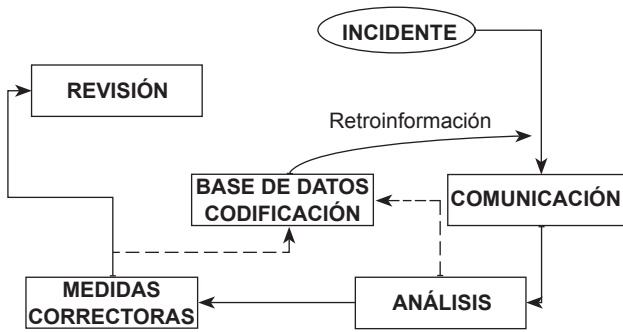 INCIDENTE
REVISIÓN
Retroinformación
BASE DE DATOS
CODIFICACIÓN
COMUNICACIÓN
MEDIDAS
CORRECTORAS
ANÁLISIS